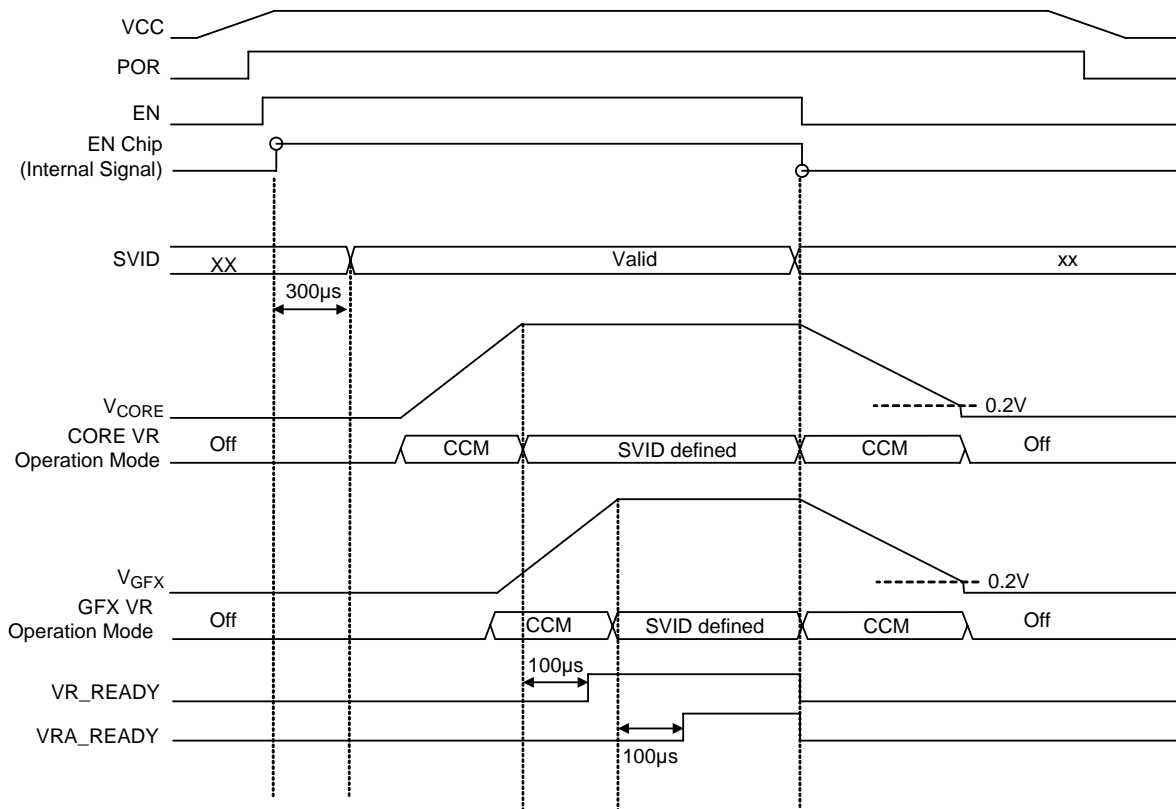 VCC
POR
EN
EN Chip
(Internal Signal)
SVID
XX
Valid
xx
300µs
VCORE
0.2V
CORE VR
Operation Mode
Off
CCM
SVID defined
CCM
Off
VGFX
0.2V
GFX VR
Operation Mode
Off
CCM
SVID defined
CCM
Off
100µs
VR_READY
VRA_READY
100µs